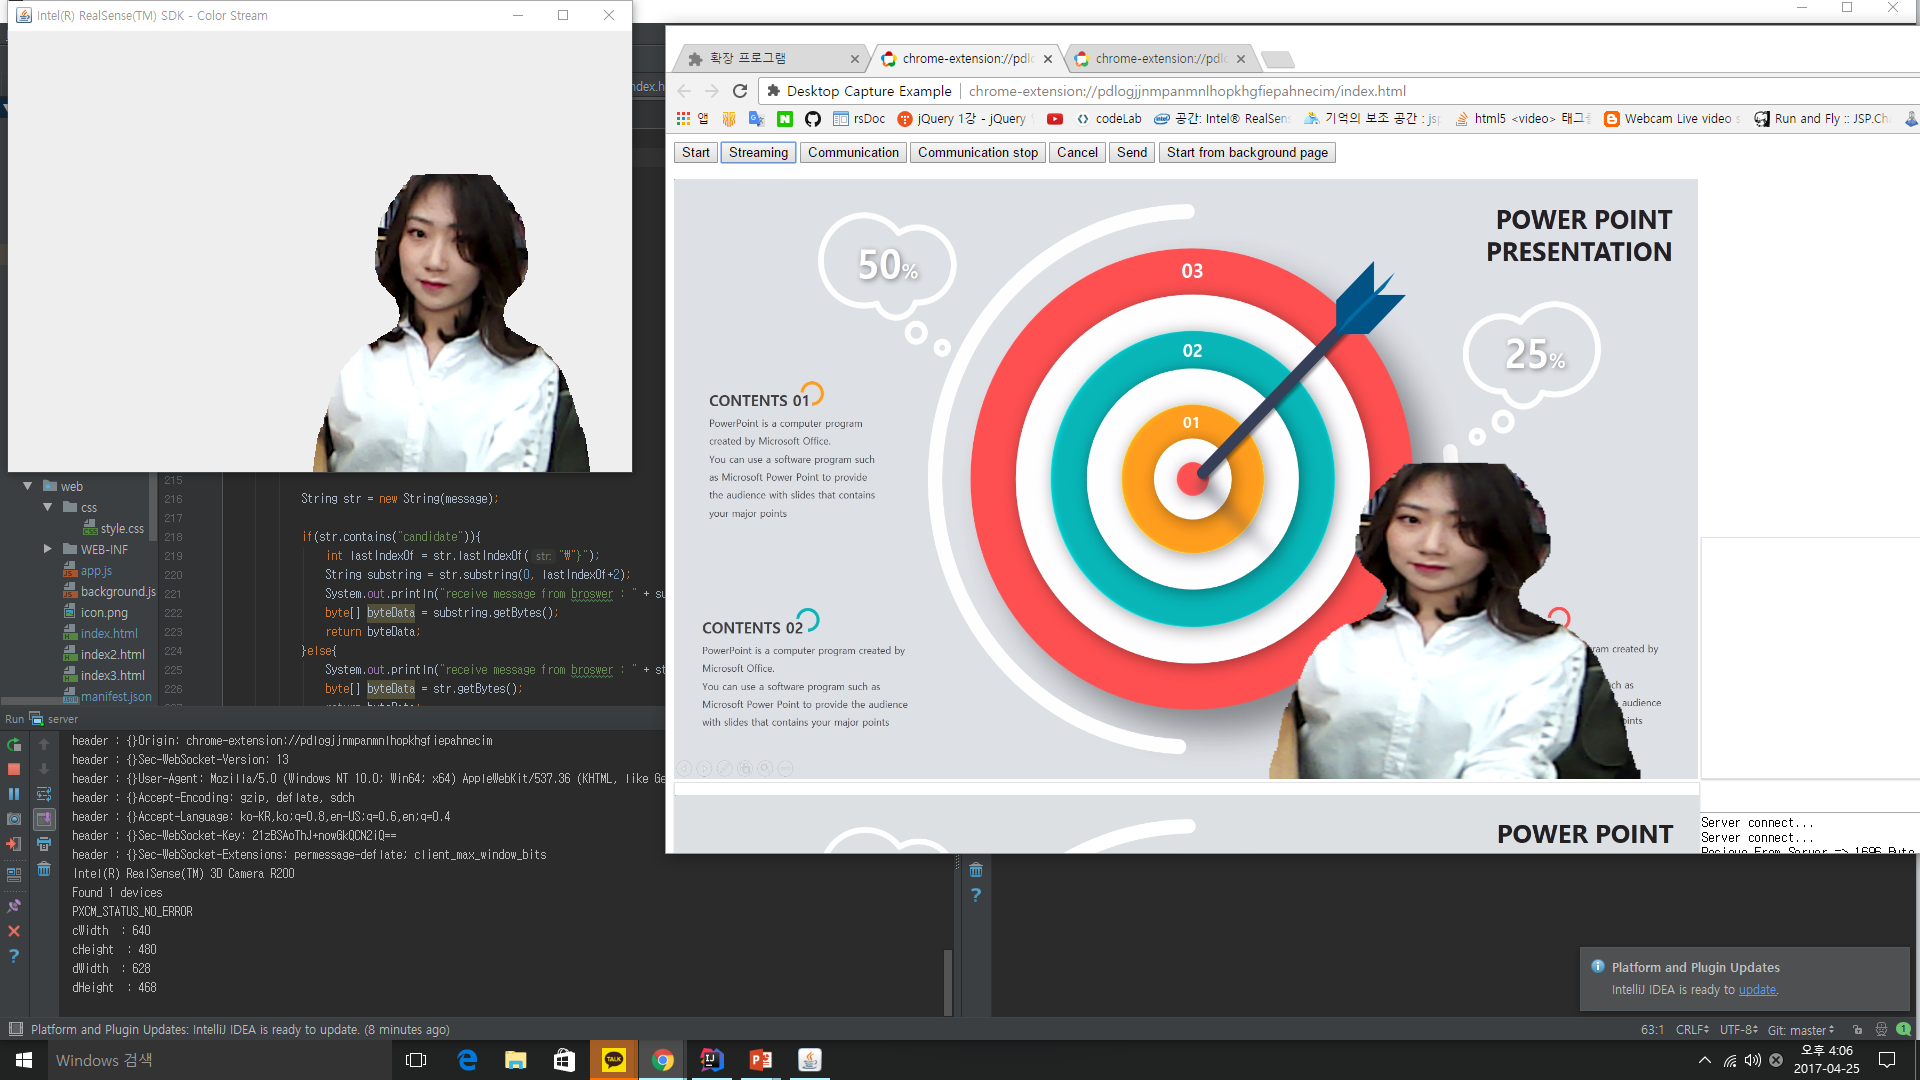 Intel(R) RealSense(TM) SDK - Color Stream
확장 프로그램
chrome-extension://pdlo
chrome-extension://pdlo
Desktop Capture Example
chrome-extension://pdlogjjnmpanmnlhopkhgfiepahnecim/index.html
앱
rsDoc
jQuery 1강 - jQuery
codeLab
공간: Intel® RealSens
기억의 보조 공간 : jsp
html5 <video> 태그를
Webcam Live video s
Run and Fly :: JSP.Cha
Start
Streaming
Communication
Communication stop
Cancel
Send
Start from background page
POWER POINT
PRESENTATION
50%
25%
03
02
01
CONTENTS 01
PowerPoint is a computer program
created by Microsoft Office.
You can use a software program such
as Microsoft Power Point to provide
the audience with slides that contains
your major points
CONTENTS 02
PowerPoint is a computer program created by
Microsoft Office.
You can use a software program such as
Microsoft Power Point to provide the audience
with slides that contains your major points
ram created by
ch as
audience
oints
POWER POINT
Server connect...
Server connect...
Recieve From Server => 1696 Byte
ndex.h
web
css
style.css
WEB-INF
app.js
background.js
icon.png
index.html
index2.html
index3.html
manifest.json
215
216 String str = new String(message);
217
218 if(str.contains("candidate")){
219 int lastIndexOf = str.lastIndexOf( str: "\"}");
220 String substring = str.substring(0, lastIndexOf+2);
221 System.out.println("receive message from broswer : " + su
222 byte[] byteData = substring.getBytes();
223 return byteData;
224 }else{
225 System.out.println("receive message from broswer : " + st
226 byte[] byteData = str.getBytes();
Run server
header : {}Origin: chrome-extension://pdlogjjnmpanmnlhopkhgfiepahnecim
header : {}Sec-WebSocket-Version: 13
header : {}User-Agent: Mozilla/5.0 (Windows NT 10.0; Win64; x64) AppleWebKit/537.36 (KHTML, like Ge
header : {}Accept-Encoding: gzip, deflate, sdch
header : {}Accept-Language: ko-KR,ko;q=0.8,en-US;q=0.6,en;q=0.4
header : {}Sec-WebSocket-Key: 21zBSAoThJ+nowGkQCN2iQ==
header : {}Sec-WebSocket-Extensions: permessage-deflate; client_max_window_bits
Intel(R) RealSense(TM) 3D Camera R200
Found 1 devices
PXCM_STATUS_NO_ERROR
cWidth : 640
cHeight : 480
dWidth : 628
dHeight : 468
Platform and Plugin Updates
IntelliJ IDEA is ready to update.
Platform and Plugin Updates: IntelliJ IDEA is ready to update. (8 minutes ago)
63:1 CRLF UTF-8 Git: master
1
Windows 검색
TALK
오후 4:06
2017-04-25